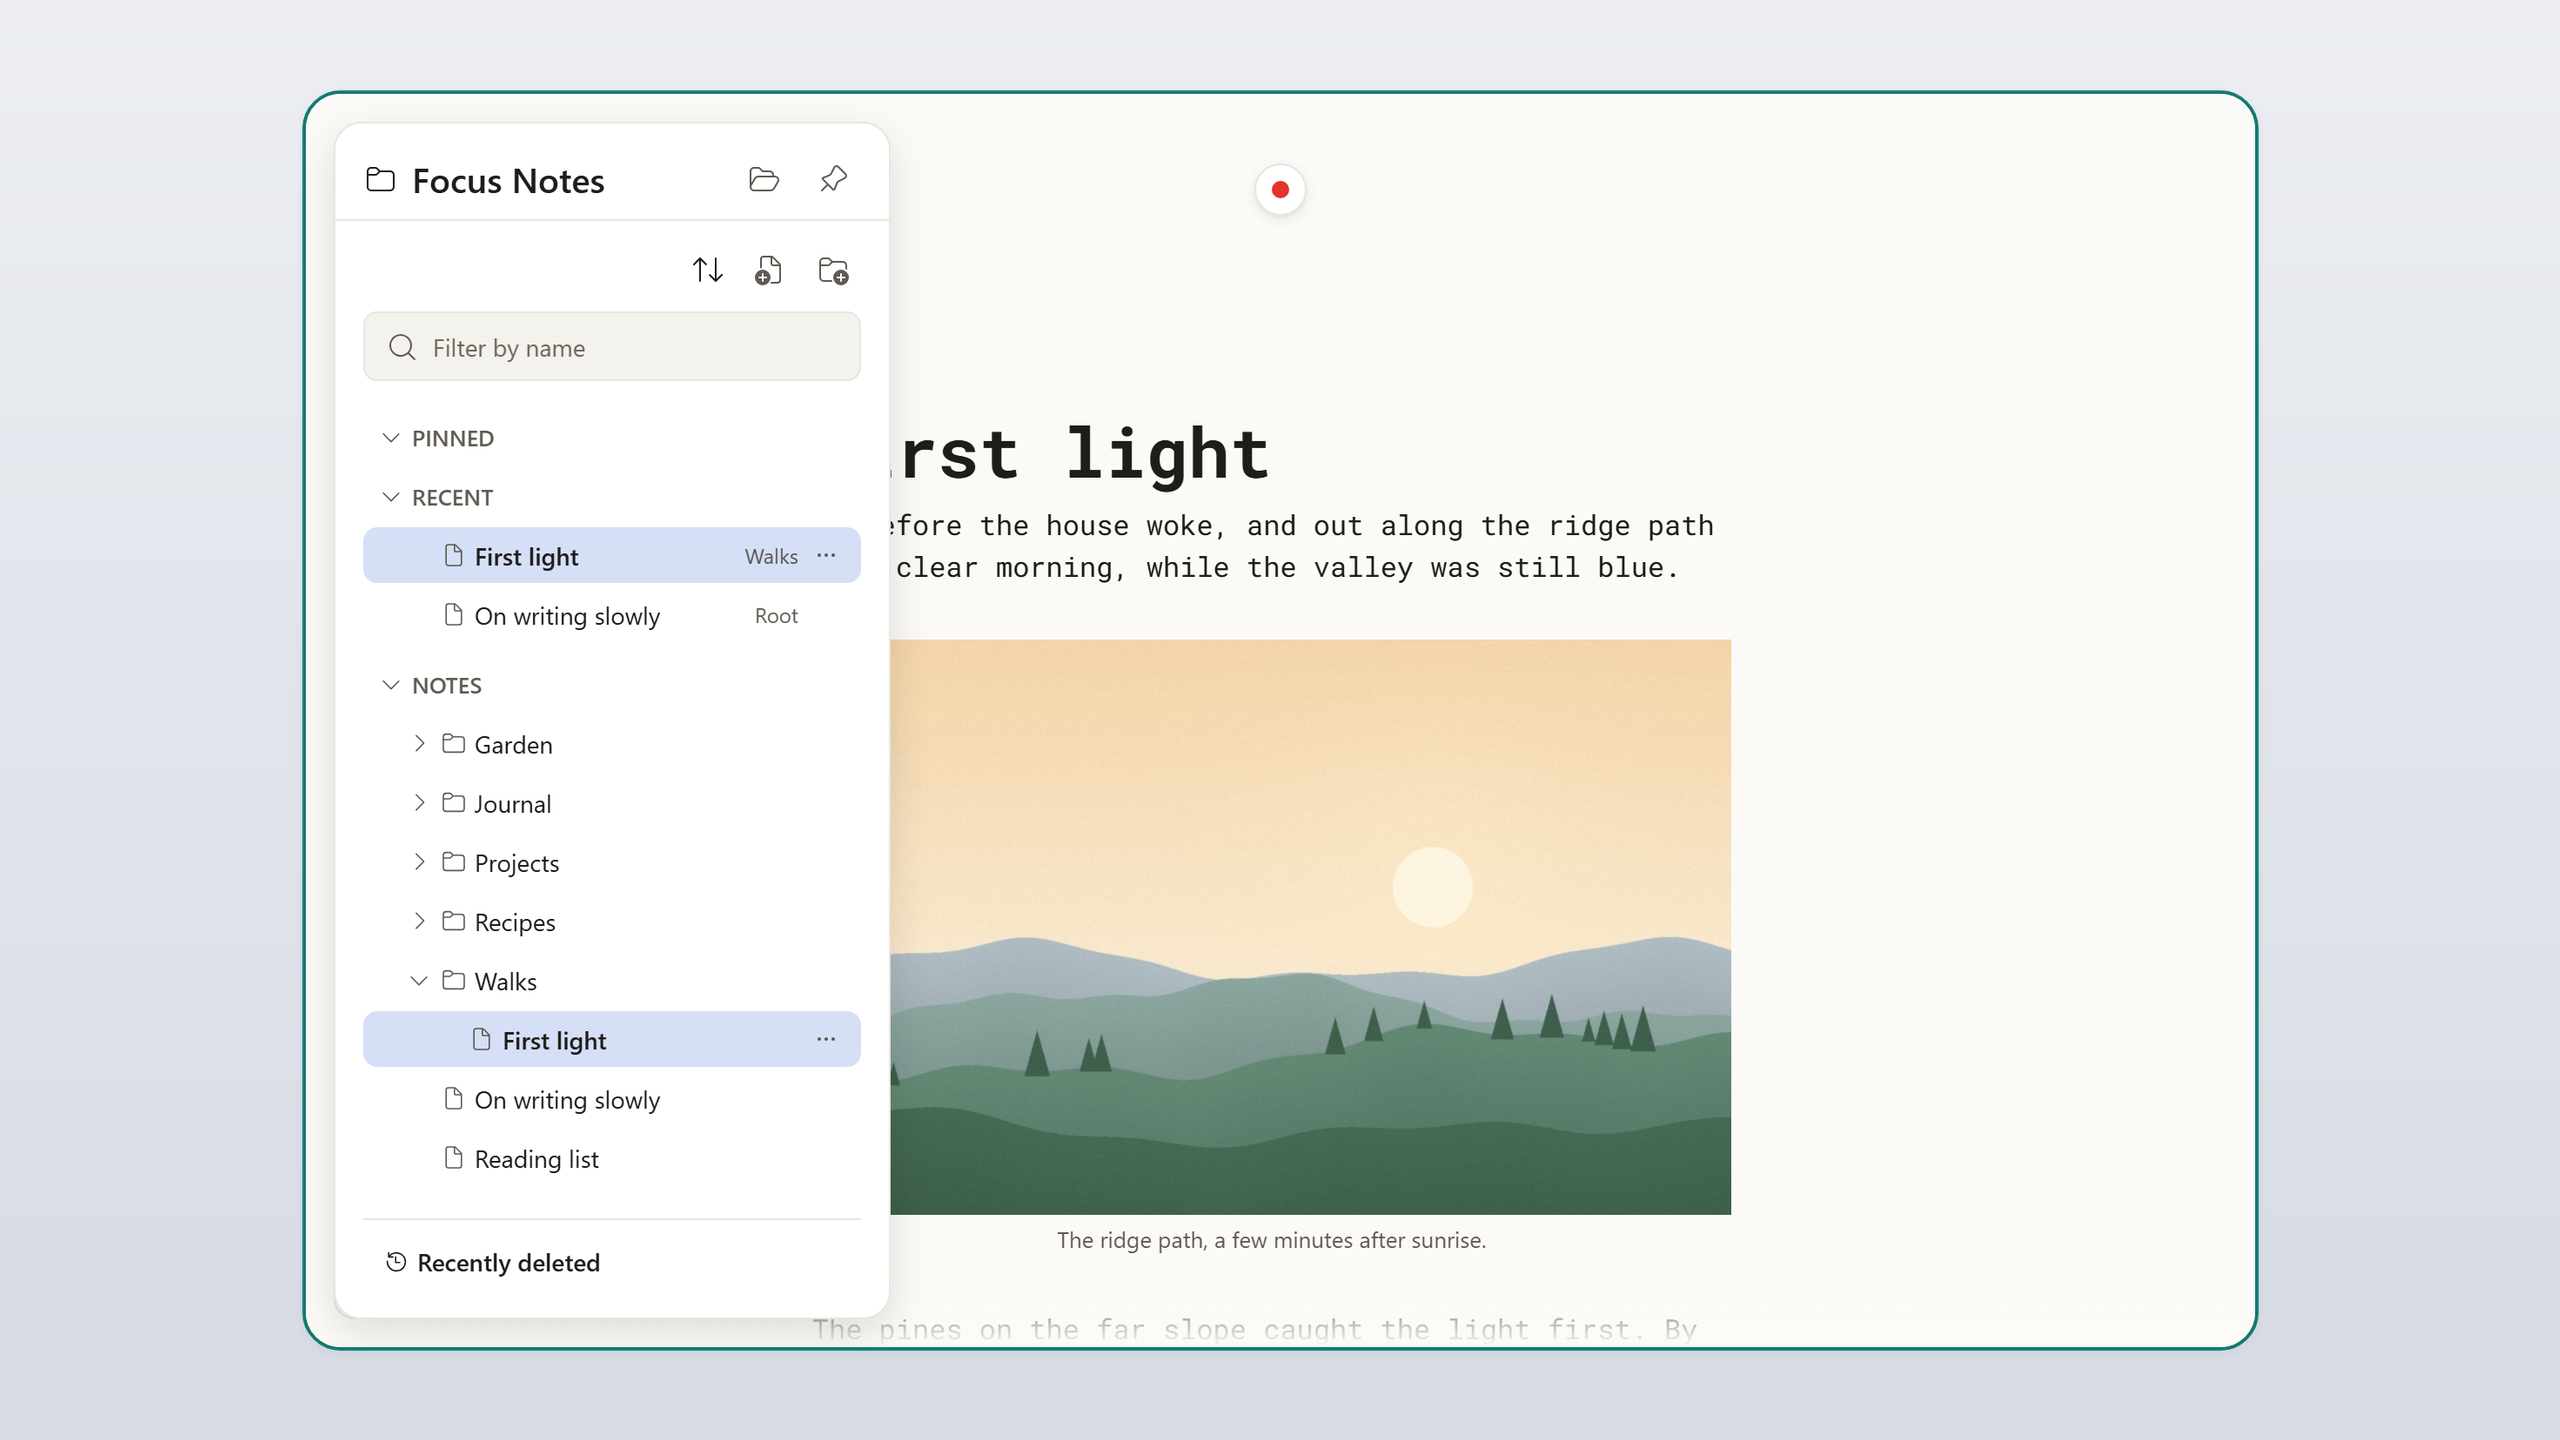 Focus Notes
Filter by name
PINNED
RECENT
First light Walks
On writing slowly Root
NOTES
Garden
Journal
Projects
Recipes
Walks
First light
On writing slowly
Reading list
Recently deleted
rst light
efore the house woke, and out along the ridge path
clear morning, while the valley was still blue.
The ridge path, a few minutes after sunrise.
The pines on the far slope caught the light first. By